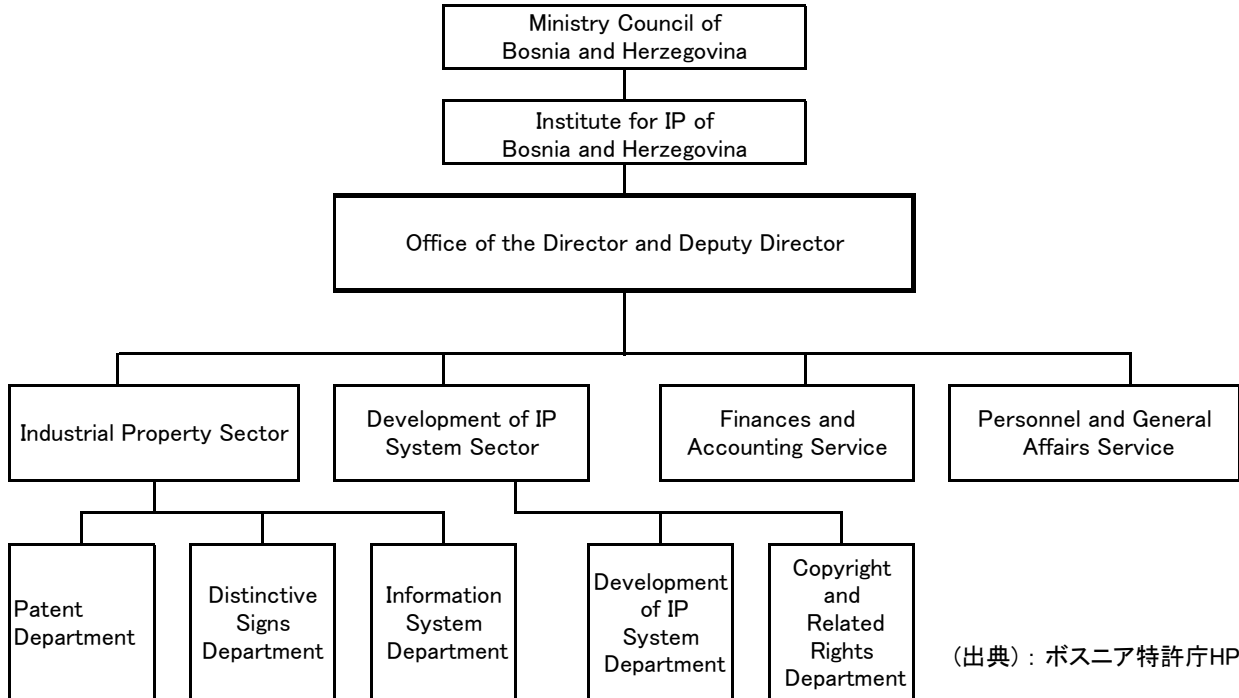 Ministry Council of
Bosnia and Herzegovina
Institute for IP of
Bosnia and Herzegovina
Office of the Director and Deputy Director
Industrial Property Sector
Development of IP
System Sector
Finances and
Accounting Service
Personnel and General
Affairs Service
Patent
Department
Distinctive
Signs
Department
Information
System
Department
Development
of IP
System
Department
Copyright
and
Related
Rights
Department
(出典)：ボスニア特許庁HP